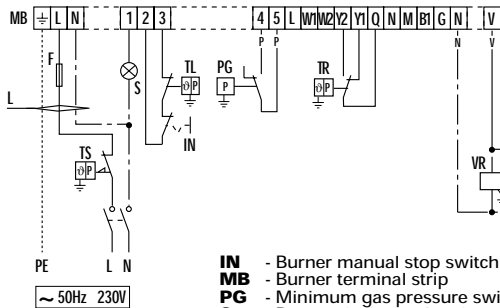 MB ⏚ L N 1 2 3 4 5 L W1 W2 Y2 Y1 Q N M B1 G N V
P P N V
F
S TL PG TR
ϑ P P ϑ P
L
IN
TS
ϑ P
VR
PE L N
~ 50Hz 230V
IN - Burner manual stop switch
MB - Burner terminal strip
PG - Minimum gas pressure swi